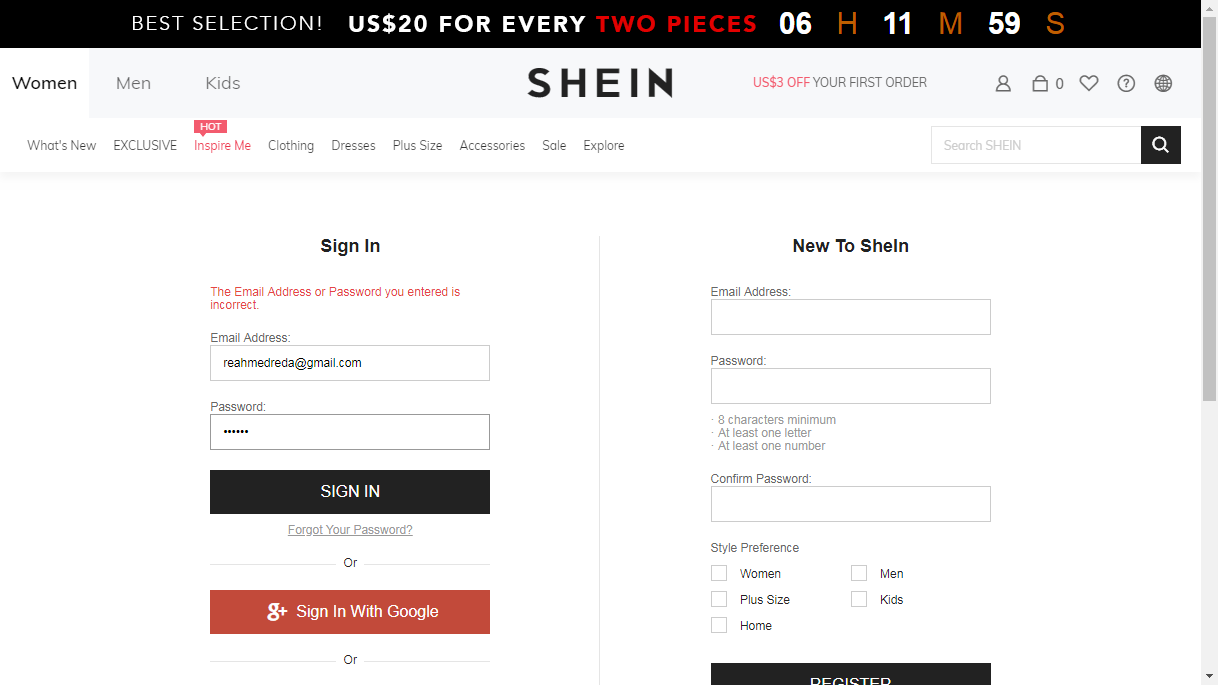 BEST SELECTION! US$20 FOR EVERY TWO PIECES 06 H 11 M 59 S
Women Men Kids SHEIN US$3 OFF YOUR FIRST ORDER 0
HOT
What's New EXCLUSIVE Inspire Me Clothing Dresses Plus Size Accessories Sale Explore Search SHEIN
Sign In
The Email Address or Password you entered is
incorrect.
Email Address:
reahmedreda@gmail.com
Password:
••••••
SIGN IN
Forgot Your Password?
Or
g+ Sign In With Google
Or
New To SheIn
Email Address:
Password:
· 8 characters minimum
· At least one letter
· At least one number
Confirm Password:
Style Preference
Women Men
Plus Size Kids
Home
REGISTER